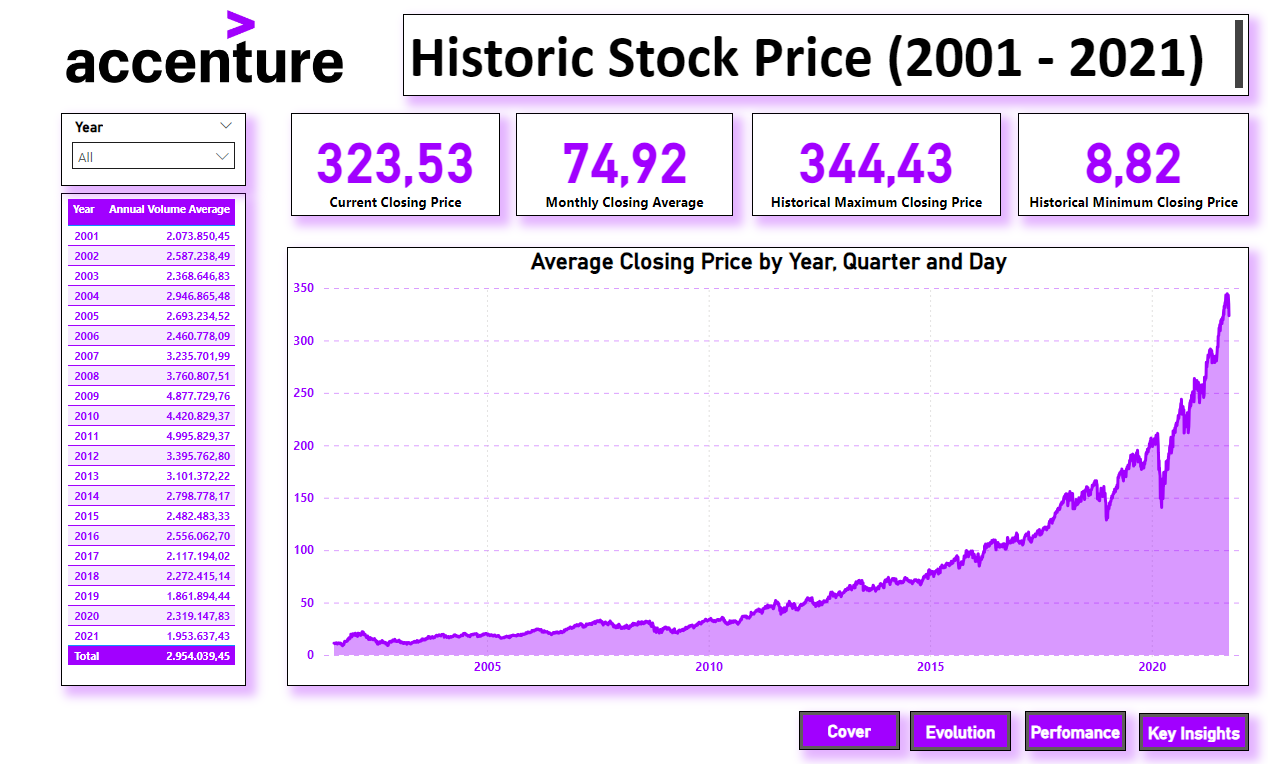 accenture
Historic Stock Price (2001 - 2021)
Year
All
323,53
Current Closing Price
74,92
Monthly Closing Average
344,43
Historical Maximum Closing Price
8,82
Historical Minimum Closing Price
Year Annual Volume Average
2001 2.073.850,45
2002 2.587.238,49
2003 2.368.646,83
2004 2.946.865,48
2005 2.693.234,52
2006 2.460.778,09
2007 3.235.701,99
2008 3.760.807,51
2009 4.877.729,76
2010 4.420.829,37
2011 4.995.829,37
2012 3.395.762,80
2013 3.101.372,22
2014 2.798.778,17
2015 2.482.483,33
2016 2.556.062,70
2017 2.117.194,02
2018 2.272.415,14
2019 1.861.894,44
2020 2.319.147,83
2021 1.953.637,43
Total 2.954.039,45
Average Closing Price by Year, Quarter and Day
350
300
250
200
150
100
50
0
2005 2010 2015 2020
Cover
Evolution
Perfomance
Key Insights